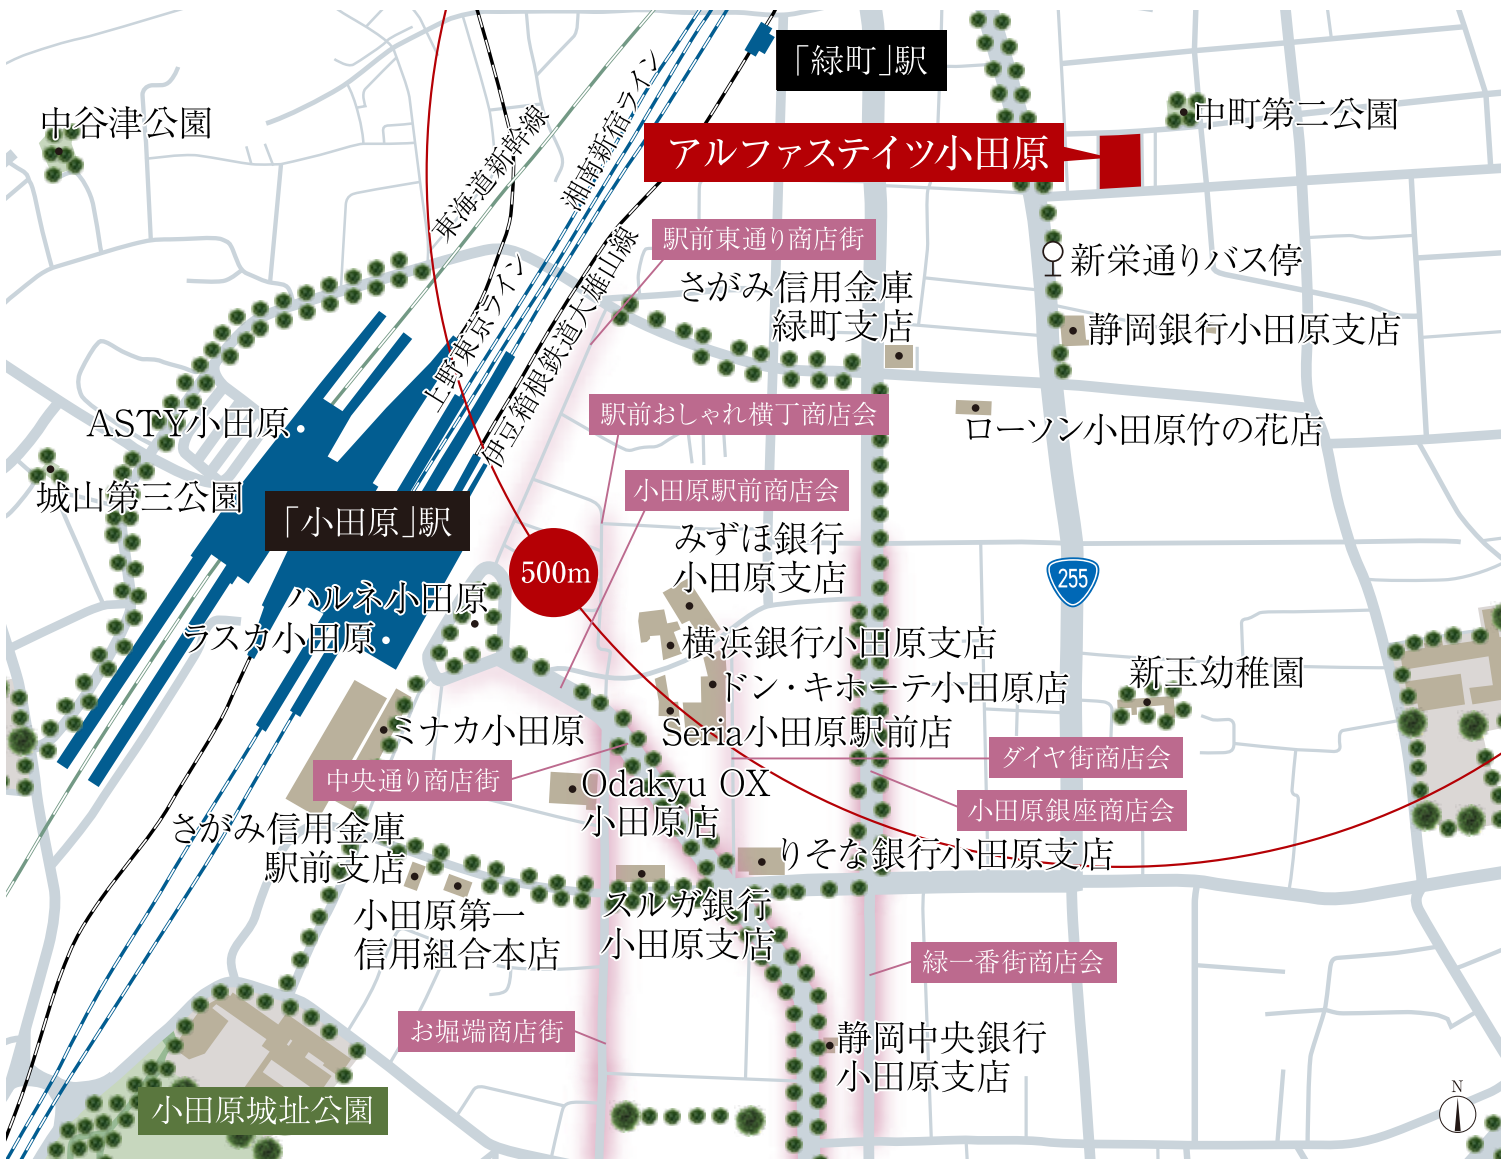 「緑町」駅
中谷津公園
中町第二公園
アルファステイツ小田原
東海道新幹線
湘南新宿ライン
上野東京ライン
伊豆箱根鉄道大雄山線
駅前東通り商店街
新栄通りバス停
さがみ信用金庫
緑町支店
静岡銀行小田原支店
ASTY小田原
駅前おしゃれ横丁商店会
ローソン小田原竹の花店
城山第三公園
小田原駅前商店会
「小田原」駅
みずほ銀行
小田原支店
500m
255
ハルネ小田原
ラスカ小田原
横浜銀行小田原支店
新玉幼稚園
ドン・キホーテ小田原店
ミナカ小田原
Seria小田原駅前店
ダイヤ街商店会
中央通り商店街
Odakyu OX
小田原店
小田原銀座商店会
さがみ信用金庫
駅前支店
りそな銀行小田原支店
小田原第一
信用組合本店
スルガ銀行
小田原支店
緑一番街商店会
お堀端商店街
静岡中央銀行
小田原支店
小田原城址公園
N